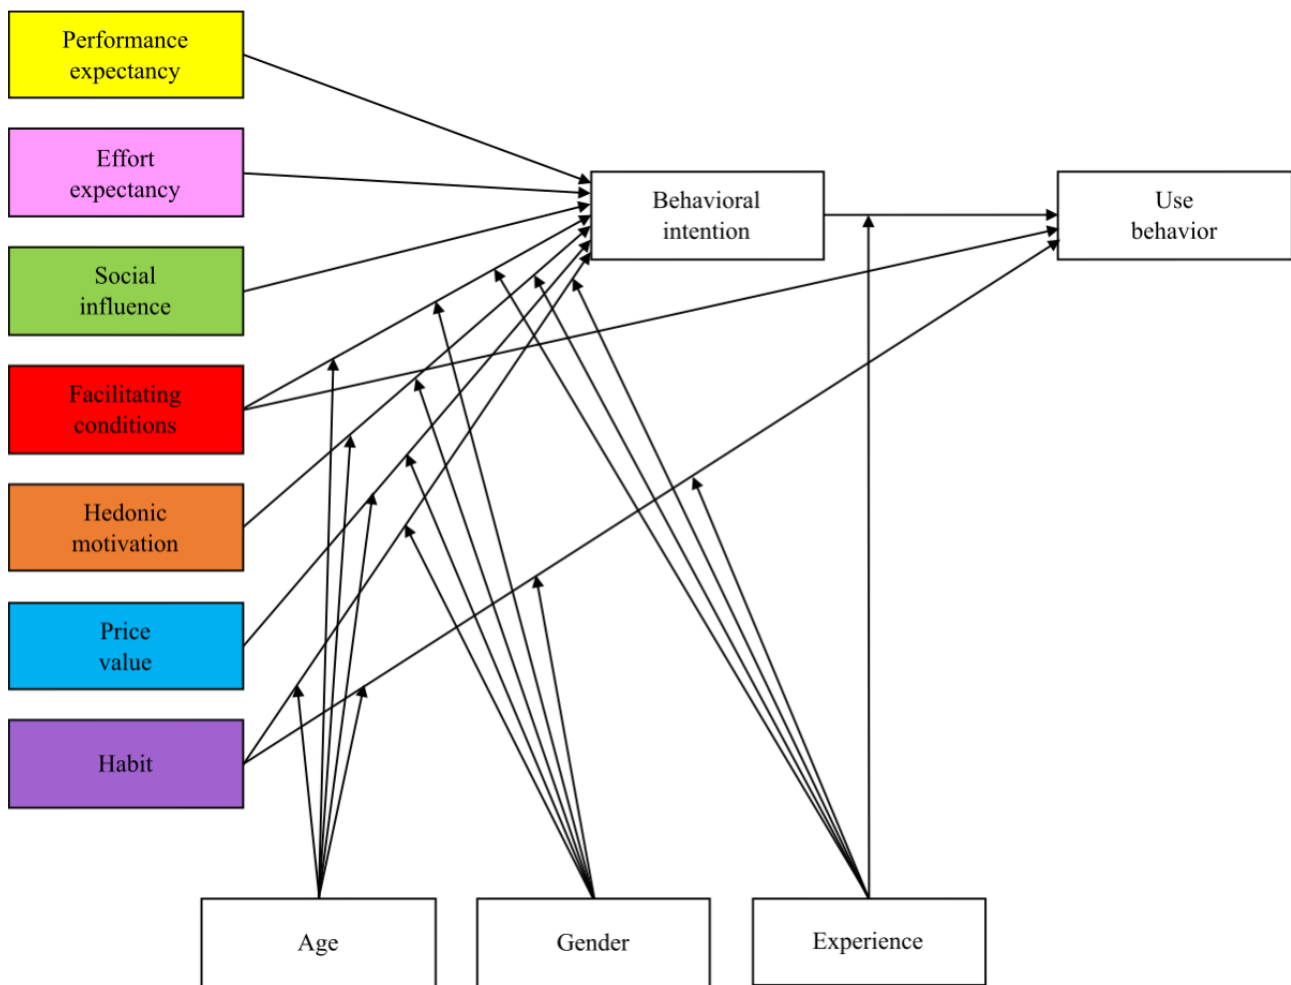 Performance
expectancy
Effort
expectancy
Social
influence
Facilitating
conditions
Hedonic
motivation
Price
value
Habit
Behavioral
intention
Use
behavior
Age
Gender
Experience